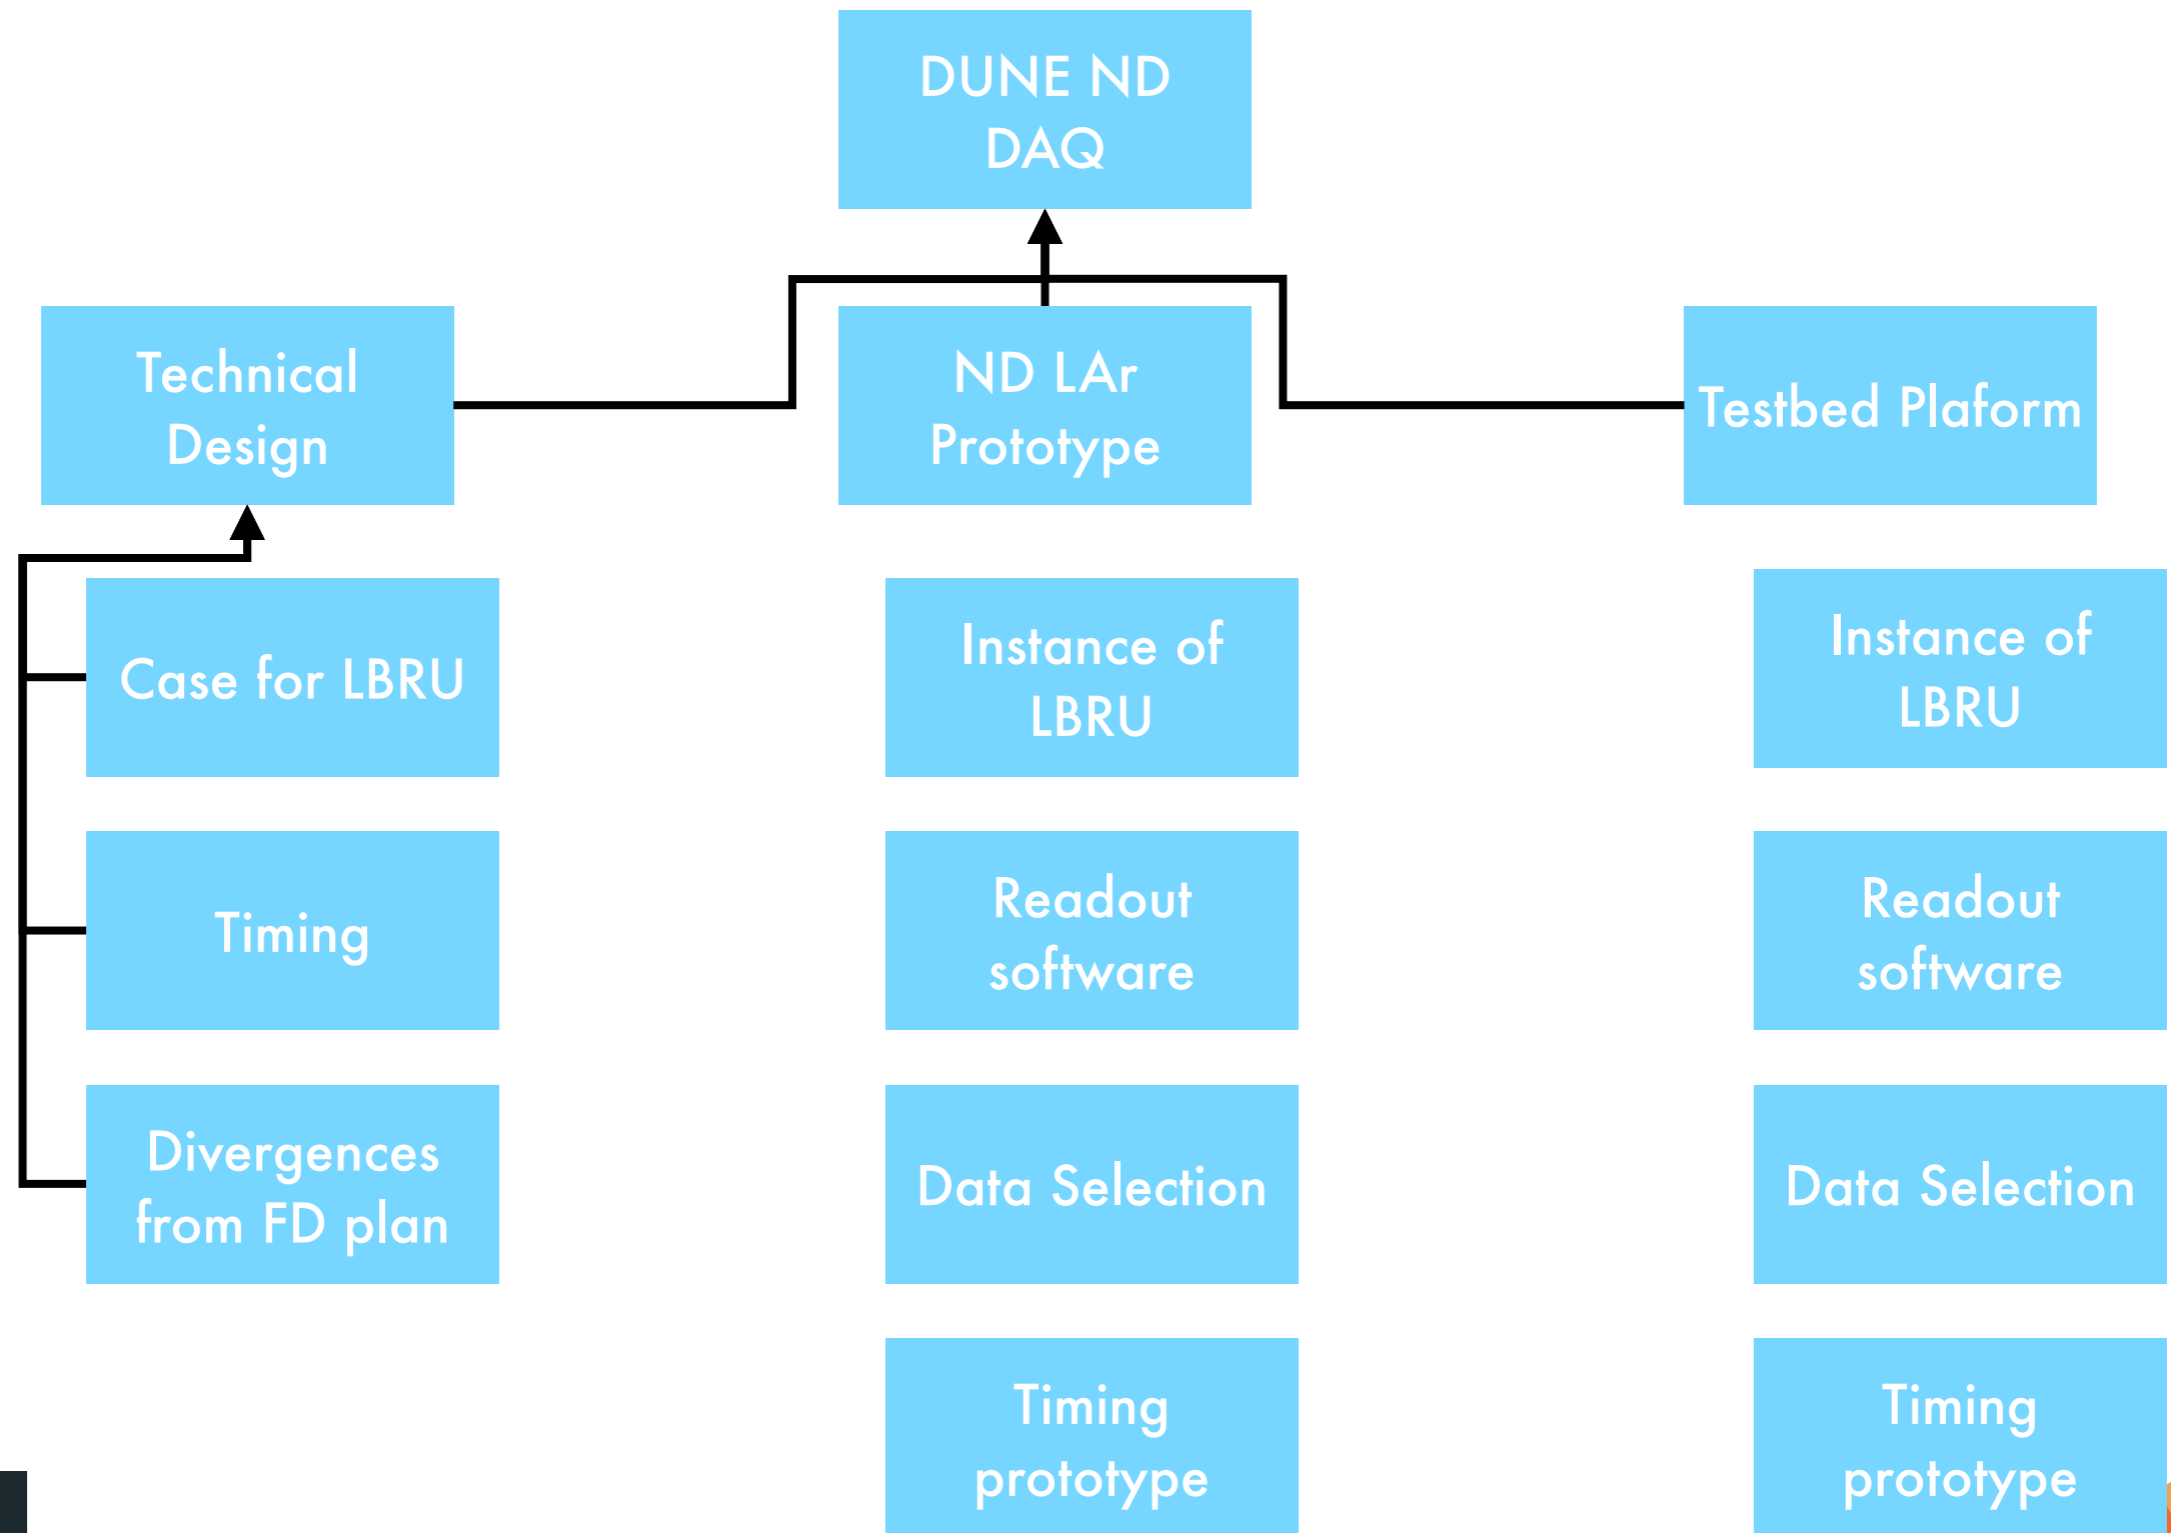 DUNE ND
DAQ
Technical
Design
ND LAr
Prototype
Testbed Plaform
Case for LBRU
Timing
Divergences
from FD plan
Instance of
LBRU
Readout
software
Data Selection
Timing
prototype
Instance of
LBRU
Readout
software
Data Selection
Timing
prototype